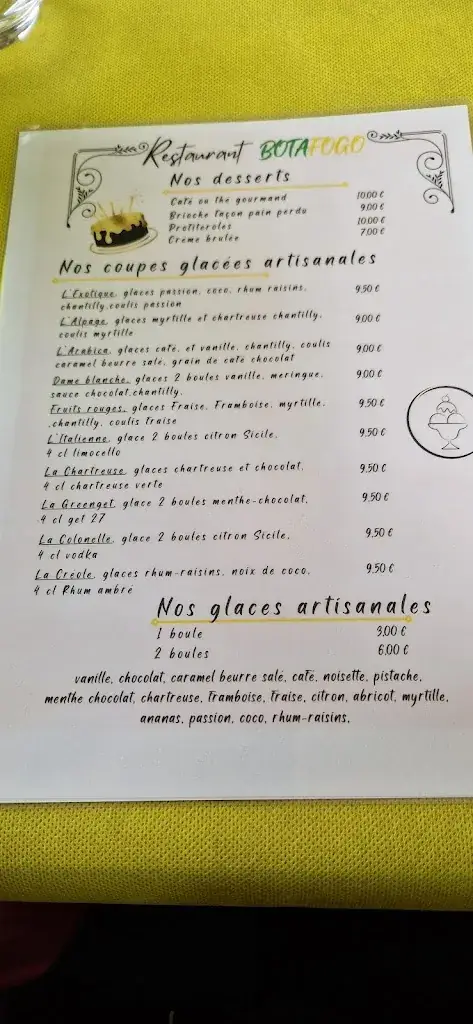 Restaurant BOTAFOGO
Nos desserts
Café ou thé gourmand 10.00 €
Brioche façon pain perdu 9.00 €
Profiteroles 10.00 €
Crème brulée 7.00 €
Nos coupes glacées artisanales
L'Exotique, glaces passion, coco, rhum raisins, 9.50 €
chantilly,coulis passion
L'Alpage, glaces myrtille et chartreuse chantilly, 9.00 €
coulis myrtille
L'Arabica, glaces café, et vanille, chantilly, coulis 9.00 €
caramel beurre salé, grain de café chocolat
Dame blanche, glaces 2 boules vanille, meringue, 9.00 €
sauce chocolat,chantilly,
Fruits rouges, glaces Fraise, Framboise, myrtille, 9.50 €
,chantilly, coulis fraise
L'Italienne, glace 2 boules citron Sicile, 9.50 €
4 cl limocello
La Chartreuse, glaces chartreuse et chocolat, 9.50 €
4 cl chartreuse verte
La Greenget, glace 2 boules menthe-chocolat, 9.50 €
4 cl get 27
La Colonelle, glace 2 boules citron Sicile, 9.50 €
4 cl vodka
La Créole, glaces rhum-raisins, noix de coco, 9.50 €
4 cl Rhum ambré
Nos glaces artisanales
1 boule 3.00 €
2 boules 6.00 €
vanille, chocolat, caramel beurre salé, café, noisette, pistache,
menthe chocolat, chartreuse, framboise, fraise, citron, abricot, myrtille,
ananas, passion, coco, rhum-raisins,